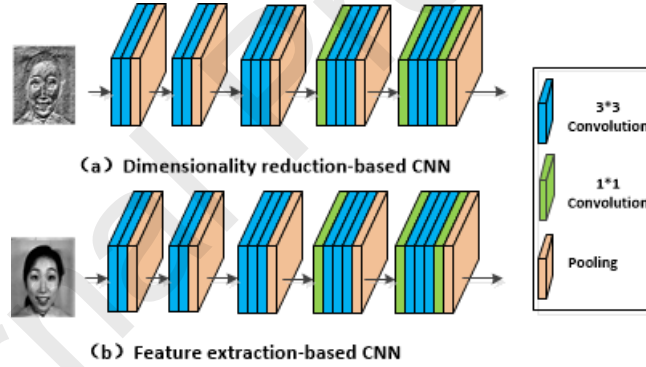 (a) Dimensionality reduction-based CNN
(b) Feature extraction-based CNN
3*3
Convolution
1*1
Convolution
Pooling